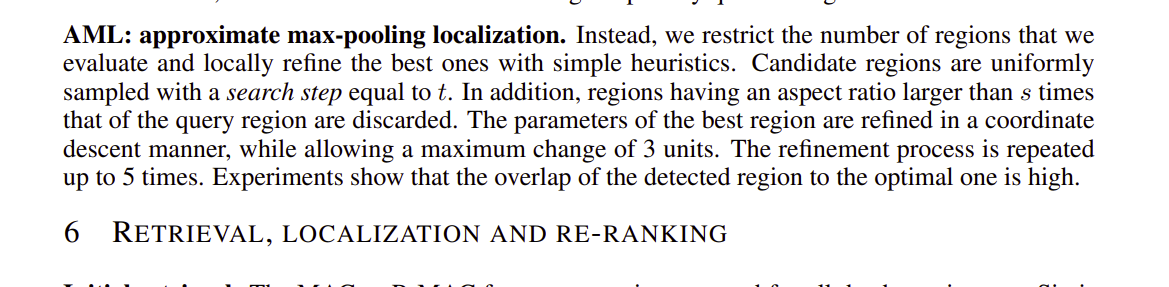 AML: approximate max-pooling localization. Instead, we restrict the number of regions that we
evaluate and locally refine the best ones with simple heuristics. Candidate regions are uniformly
sampled with a search step equal to t. In addition, regions having an aspect ratio larger than s times
that of the query region are discarded. The parameters of the best region are refined in a coordinate
descent manner, while allowing a maximum change of 3 units. The refinement process is repeated
up to 5 times. Experiments show that the overlap of the detected region to the optimal one is high.
6 RETRIEVAL, LOCALIZATION AND RE-RANKING